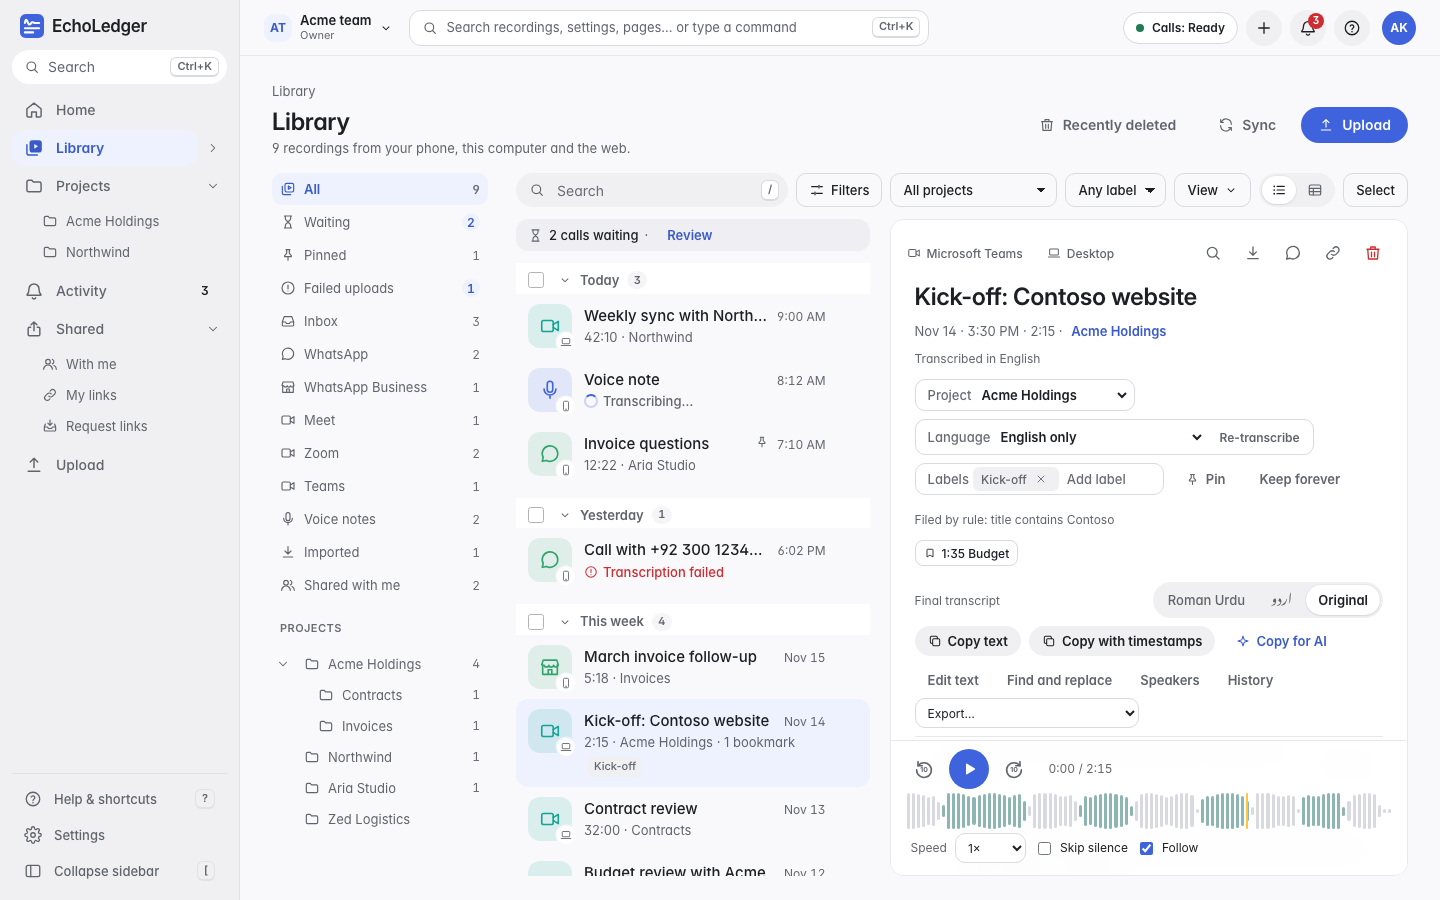 EchoLedger
Search Ctrl+K
Home
Library
Projects
Acme Holdings
Northwind
Activity 3
Shared
With me
My links
Request links
Upload
Help & shortcuts ?
Settings
Collapse sidebar [
AT Acme team
Owner
Search recordings, settings, pages... or type a command Ctrl+K
Calls: Ready
3
AK
Library
Library
9 recordings from your phone, this computer and the web.
Recently deleted Sync Upload
All 9
Waiting 2
Pinned 1
Failed uploads 1
Inbox 3
WhatsApp 2
WhatsApp Business 1
Meet 1
Zoom 1
Teams 1
Voice notes 2
Imported 1
Shared with me 2
PROJECTS
Acme Holdings 4
Contracts 1
Invoices 1
Northwind 1
Aria Studio 1
Zed Logistics
Search / Filters All projects Any label View Select
2 calls waiting · Review
Today 3
Weekly sync with North... 9:00 AM
42:10 · Northwind
Voice note 8:12 AM
Transcribing...
Invoice questions 7:10 AM
12:22 · Aria Studio
Yesterday 1
Call with +92 300 1234... 6:02 PM
Transcription failed
This week 4
March invoice follow-up Nov 15
5:18 · Invoices
Kick-off: Contoso website Nov 14
2:15 · Acme Holdings · 1 bookmark
Kick-off
Contract review Nov 13
32:00 · Contracts
Budget review with Acme Nov 12
Microsoft Teams Desktop
Kick-off: Contoso website
Nov 14 · 3:30 PM · 2:15 · Acme Holdings
Transcribed in English
Project Acme Holdings
Language English only Re-transcribe
Labels Kick-off × Add label Pin Keep forever
Filed by rule: title contains Contoso
1:35 Budget
Final transcript Roman Urdu اردو Original
Copy text Copy with timestamps Copy for AI
Edit text Find and replace Speakers History
Export...
10 10 0:00 / 2:15
Speed 1× Skip silence Follow